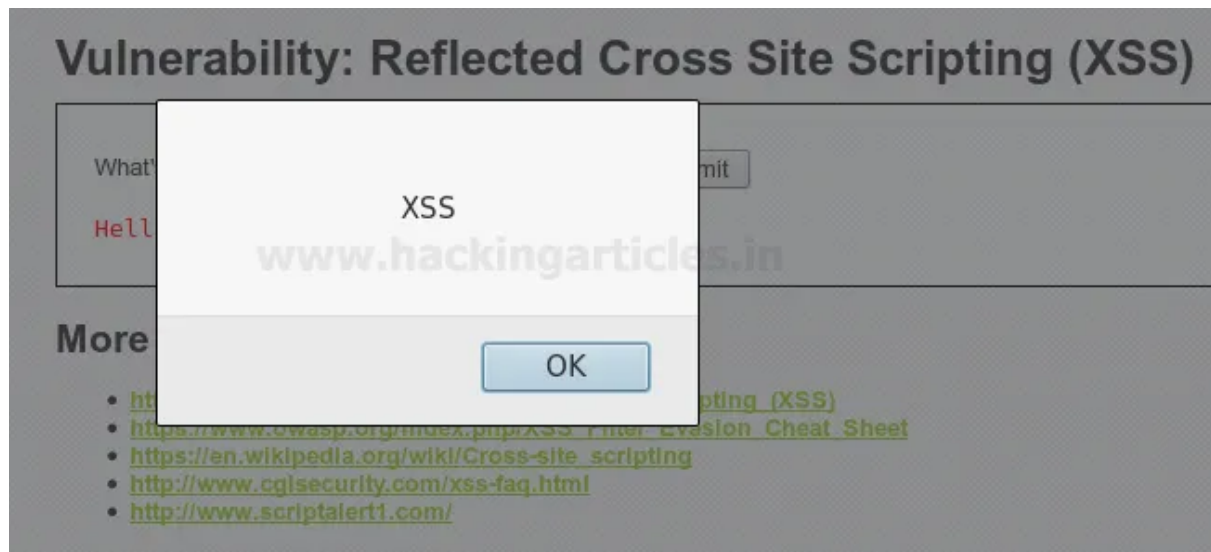 Vulnerability: Reflected Cross Site Scripting (XSS)
What'
mit
Hell
XSS
www.hackingarticles.in
OK
More
htt
pting_(XSS)
https://www.owasp.org/index.php/XSS_Filter_Evasion_Cheat_Sheet
https://en.wikipedia.org/wiki/Cross-site_scripting
http://www.cgisecurity.com/xss-faq.html
http://www.scriptalert1.com/